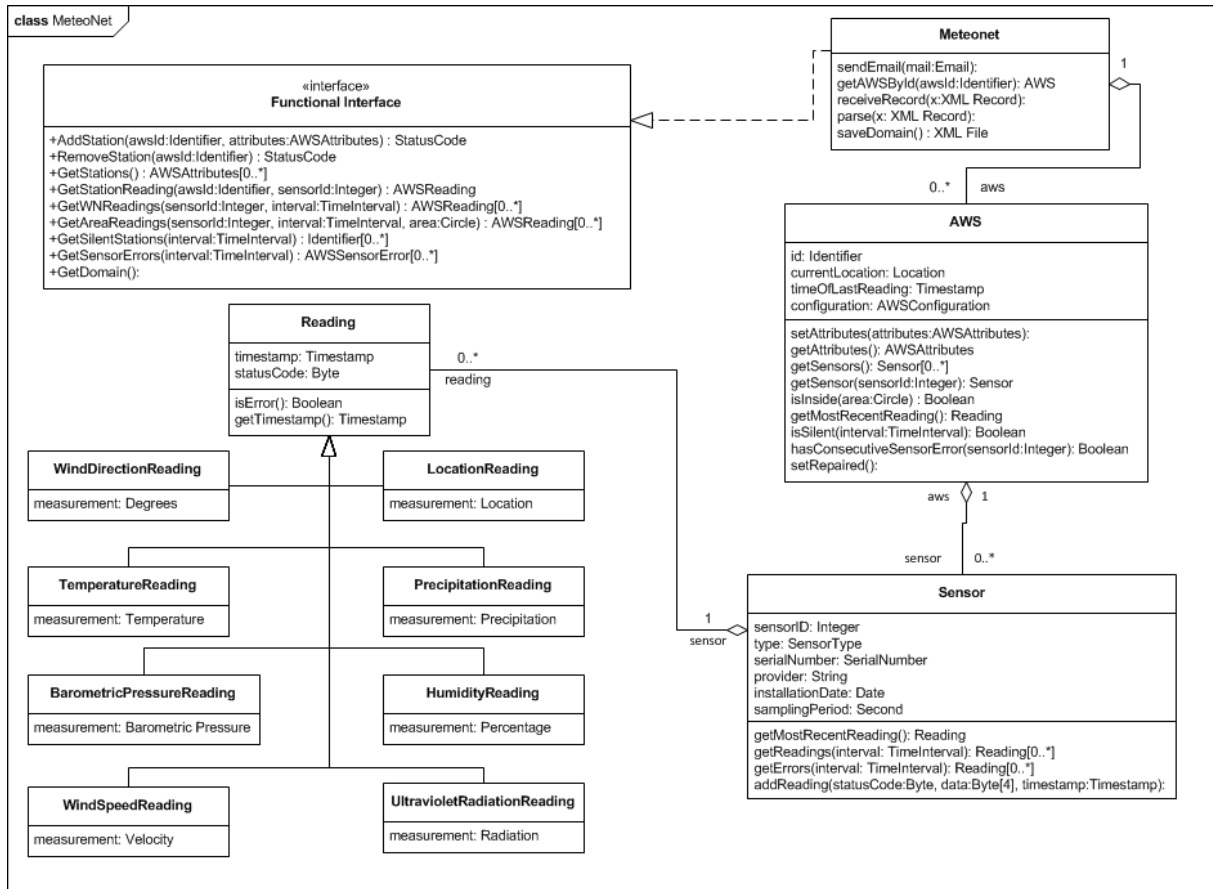 class MeteoNet
Meteonet
sendEmail(mail:Email):
getAWSById(awsId:Identifier): AWS
receiveRecord(x:XML Record):
parse(x: XML Record):
saveDomain() : XML File
1
«interface»
Functional Interface
+AddStation(awsId:Identifier, attributes:AWSAttributes) : StatusCode
+RemoveStation(awsId:Identifier) : StatusCode
+GetStations() : AWSAttributes[0..*]
+GetStationReading(awsId:Identifier, sensorId:Integer) : AWSReading
+GetWNReadings(sensorId:Integer, interval:TimeInterval) : AWSReading[0..*]
+GetAreaReadings(sensorId:Integer, interval:TimeInterval, area:Circle) : AWSReading[0..*]
+GetSilentStations(interval:TimeInterval) : Identifier[0..*]
+GetSensorErrors(interval:TimeInterval) : AWSSensorError[0..*]
+GetDomain():
0..* aws
AWS
id: Identifier
currentLocation: Location
timeOfLastReading: Timestamp
configuration: AWSConfiguration
setAttributes(attributes:AWSAttributes):
getAttributes(): AWSAttributes
getSensors(): Sensor[0..*]
getSensor(sensorId:Integer): Sensor
isInside(area:Circle) : Boolean
getMostRecentReading(): Reading
isSilent(interval:TimeInterval): Boolean
hasConsecutiveSensorError(sensorId:Integer): Boolean
setRepaired():
aws 1
Reading
timestamp: Timestamp
statusCode: Byte
isError(): Boolean
getTimestamp(): Timestamp
0..*
reading
WindDirectionReading
measurement: Degrees
LocationReading
measurement: Location
TemperatureReading
measurement: Temperature
PrecipitationReading
measurement: Precipitation
BarometricPressureReading
measurement: Barometric Pressure
HumidityReading
measurement: Percentage
WindSpeedReading
measurement: Velocity
UltravioletRadiationReading
measurement: Radiation
sensor 0..*
1
sensor
Sensor
sensorID: Integer
type: SensorType
serialNumber: SerialNumber
provider: String
installationDate: Date
samplingPeriod: Second
getMostRecentReading(): Reading
getReadings(interval: TimeInterval): Reading[0..*]
getErrors(interval: TimeInterval): Reading[0..*]
addReading(statusCode:Byte, data:Byte[4], timestamp:Timestamp):